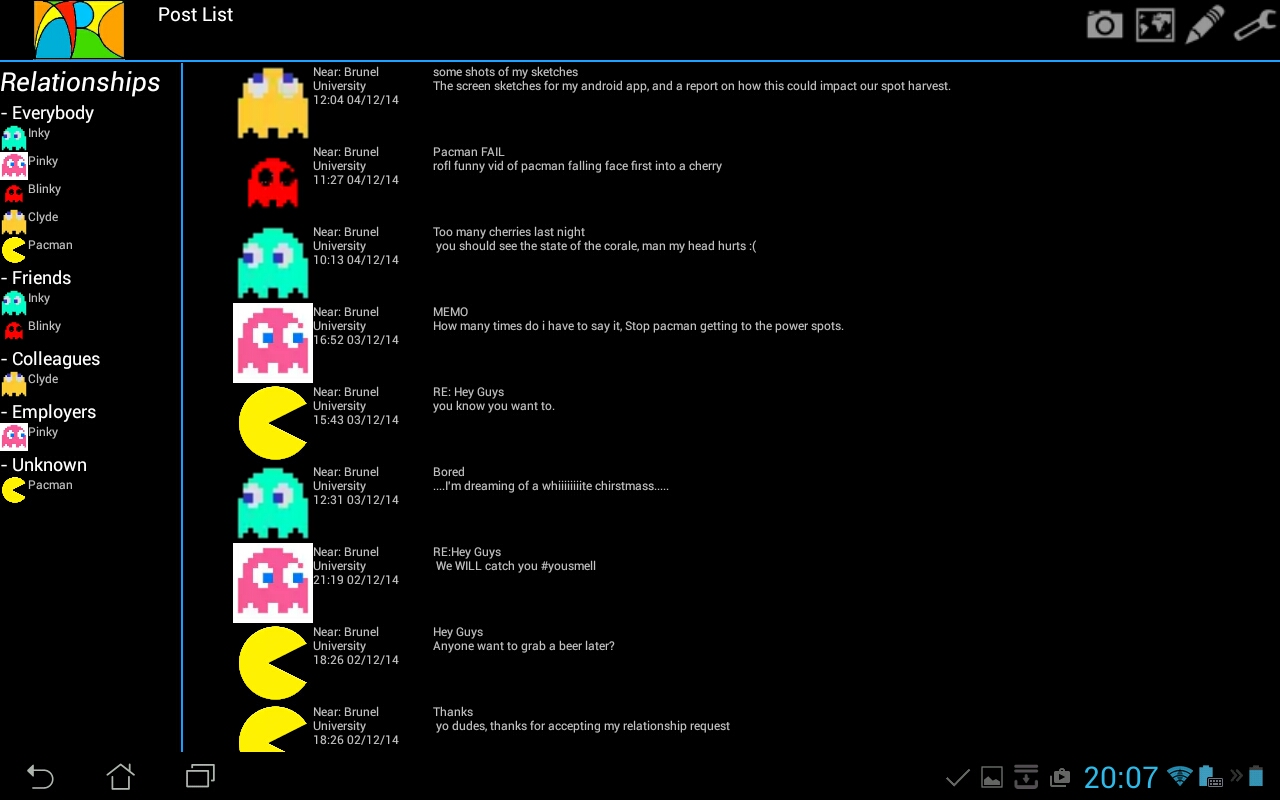 Post List
Relationships
- Everybody
Inky
Pinky
Blinky
Clyde
Pacman
- Friends
Inky
Blinky
- Colleagues
Clyde
- Employers
Pinky
- Unknown
Pacman
Near: Brunel
University
12:04 04/12/14
some shots of my sketches
The screen sketches for my android app, and a report on how this could impact our spot harvest.
Near: Brunel
University
11:27 04/12/14
Pacman FAIL
rofl funny vid of pacman falling face first into a cherry
Near: Brunel
University
10:13 04/12/14
Too many cherries last night
you should see the state of the corale, man my head hurts :(
Near: Brunel
University
16:52 03/12/14
MEMO
How many times do i have to say it, Stop pacman getting to the power spots.
Near: Brunel
University
15:43 03/12/14
RE: Hey Guys
you know you want to.
Near: Brunel
University
12:31 03/12/14
Bored
....I'm dreaming of a whiiiiiiiite chirstmass.....
Near: Brunel
University
21:19 02/12/14
RE:Hey Guys
We WILL catch you #yousmell
Near: Brunel
University
18:26 02/12/14
Hey Guys
Anyone want to grab a beer later?
Near: Brunel
University
18:26 02/12/14
Thanks
yo dudes, thanks for accepting my relationship request
20:07